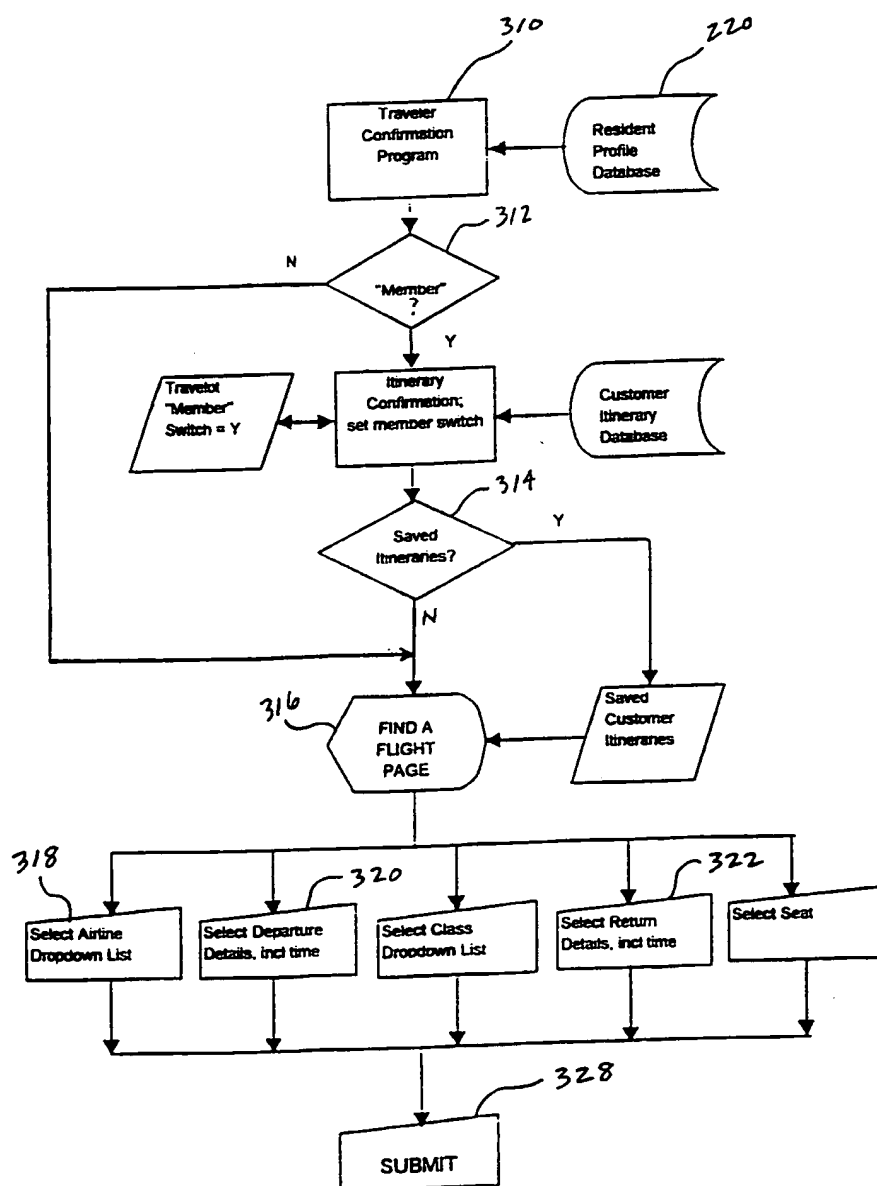 310
220
Traveler
Confirmation
Program
Resident
Profile
Database
312
N
"Member"
?
Y
Travelot
"Member"
Switch = Y
Itinerary
Confirmation;
set member switch
Customer
Itinerary
Database
314
Saved
Itineraries?
Y
N
316
FIND A
FLIGHT
PAGE
Saved
Customer
Itineraries
318
320
322
Select Airline
Dropdown List
Select Departure
Details, incl time
Select Class
Dropdown List
Select Return
Details, incl time
Select Seat
328
SUBMIT